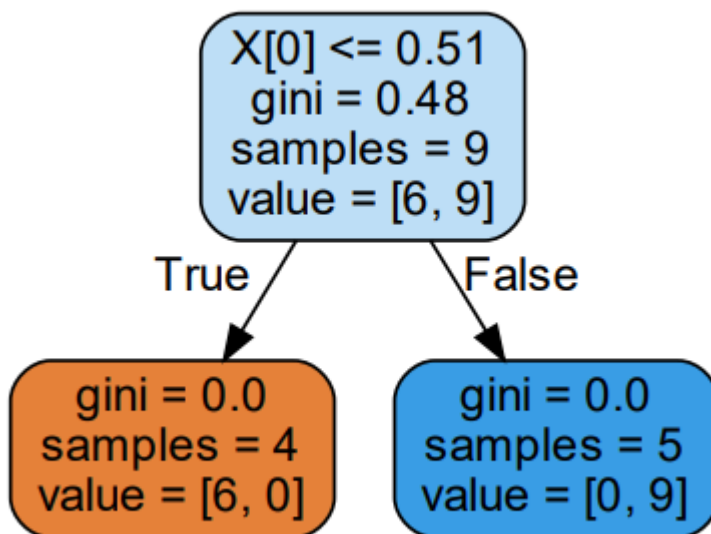 X[0] <= 0.51
gini = 0.48
samples = 9
value = [6, 9]
True
False
gini = 0.0
samples = 4
value = [6, 0]
gini = 0.0
samples = 5
value = [0, 9]